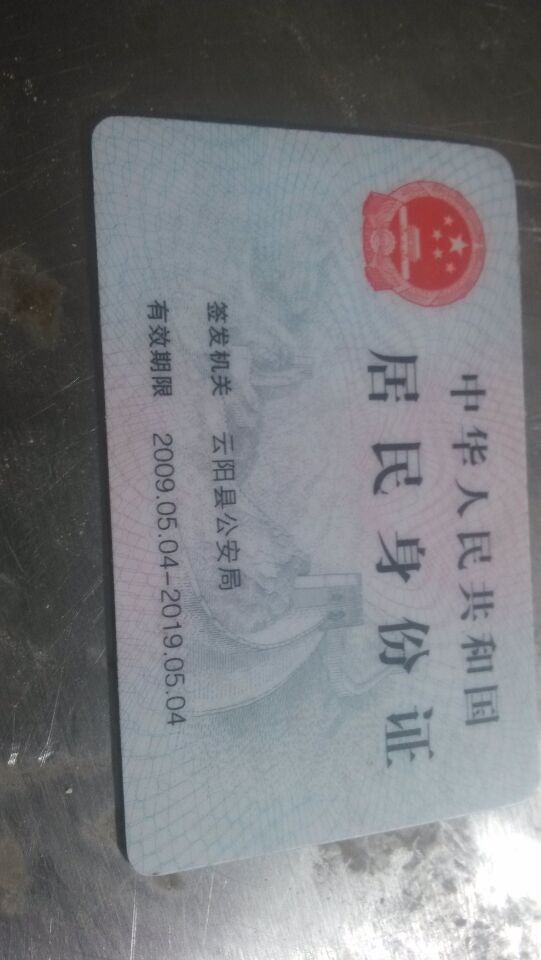 中华人民共和国
居民身份证
签发机关 云阳县公安局
有效期限 2009.05.04-2019.05.04